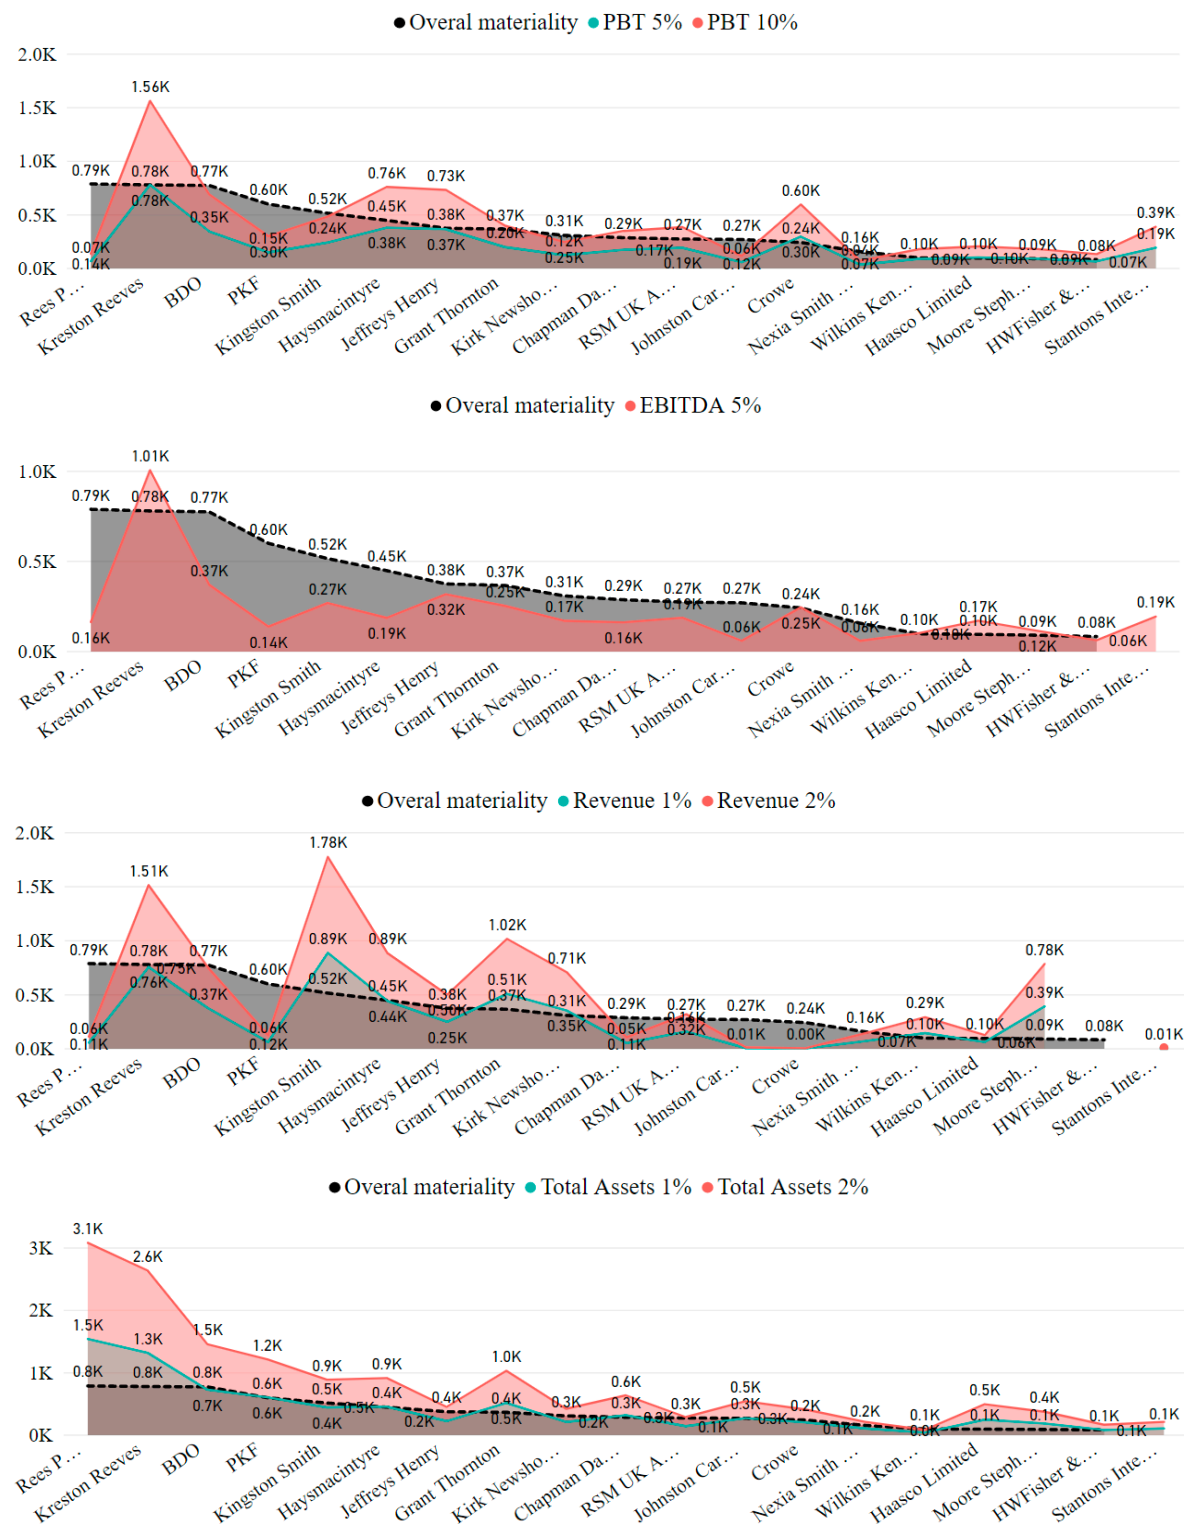 Overal materiality PBT 5% PBT 10%
2.0K
1.56K
1.5K
1.0K
0.79K 0.78K 0.77K 0.76K 0.73K
0.78K 0.60K 0.52K 0.45K 0.60K
0.5K 0.35K 0.38K 0.37K 0.31K 0.29K 0.27K 0.27K 0.39K
0.07K 0.15K 0.24K 0.20K 0.12K 0.17K 0.06K 0.24K 0.16K 0.10K 0.10K 0.09K 0.08K 0.19K
0.0K 0.14K 0.30K 0.38K 0.37K 0.25K 0.19K 0.12K 0.30K 0.04K 0.07K 0.09K 0.10K 0.09K 0.07K
Rees P… Kreston Reeves BDO PKF Kingston Smith Haysmacintyre Jeffreys Henry Grant Thornton Kirk Newsho… Chapman Da… RSM UK A… Johnston Car… Crowe Nexia Smith … Wilkins Ken… Haasco Limited Moore Steph… HWFisher &… Stantons Inte…
Overal materiality EBITDA 5%
1.01K
1.0K
0.79K 0.78K 0.77K
0.60K 0.52K 0.45K
0.5K 0.37K 0.38K 0.37K 0.31K 0.29K 0.27K 0.27K 0.24K
0.27K 0.32K 0.25K 0.17K 0.19K 0.25K 0.16K 0.10K 0.17K 0.09K 0.08K 0.19K
0.16K 0.14K 0.19K 0.16K 0.06K 0.06K 0.10K 0.10K 0.12K 0.06K
0.0K
Rees P… Kreston Reeves BDO PKF Kingston Smith Haysmacintyre Jeffreys Henry Grant Thornton Kirk Newsho… Chapman Da… RSM UK A… Johnston Car… Crowe Nexia Smith … Wilkins Ken… Haasco Limited Moore Steph… HWFisher &… Stantons Inte…
Overal materiality Revenue 1% Revenue 2%
2.0K
1.78K
1.5K 1.51K
1.02K
1.0K 0.89K 0.89K
0.79K 0.78K 0.77K 0.71K 0.78K
0.76K 0.75K 0.60K 0.52K 0.45K 0.51K
0.5K 0.37K 0.44K 0.38K 0.50K 0.37K 0.31K 0.29K 0.27K 0.27K 0.24K 0.29K 0.39K
0.06K 0.06K 0.25K 0.35K 0.05K 0.16K 0.32K 0.01K 0.00K 0.16K 0.10K 0.10K 0.09K 0.08K 0.01K
0.0K 0.11K 0.12K 0.11K 0.07K 0.06K
Rees P… Kreston Reeves BDO PKF Kingston Smith Haysmacintyre Jeffreys Henry Grant Thornton Kirk Newsho… Chapman Da… RSM UK A… Johnston Car… Crowe Nexia Smith … Wilkins Ken… Haasco Limited Moore Steph… HWFisher &… Stantons Inte…
Overal materiality Total Assets 1% Total Assets 2%
3.1K
3K
2.6K
2K
1.5K 1.3K 1.5K 1.2K
1K 0.8K 0.8K 0.8K 0.9K 0.9K 1.0K
0.6K 0.5K 0.4K 0.4K 0.4K 0.3K 0.6K 0.3K 0.5K 0.2K 0.2K 0.5K 0.4K
0.7K 0.6K 0.5K 0.2K 0.5K 0.2K 0.3K 0.3K 0.3K 0.3K 0.1K 0.1K 0.1K 0.1K 0.1K
0K 0.4K 0.1K 0.1K 0.0K 0.1K
Rees P… Kreston Reeves BDO PKF Kingston Smith Haysmacintyre Jeffreys Henry Grant Thornton Kirk Newsho… Chapman Da… RSM UK A… Johnston Car… Crowe Nexia Smith … Wilkins Ken… Haasco Limited Moore Steph… HWFisher &… Stantons Inte…